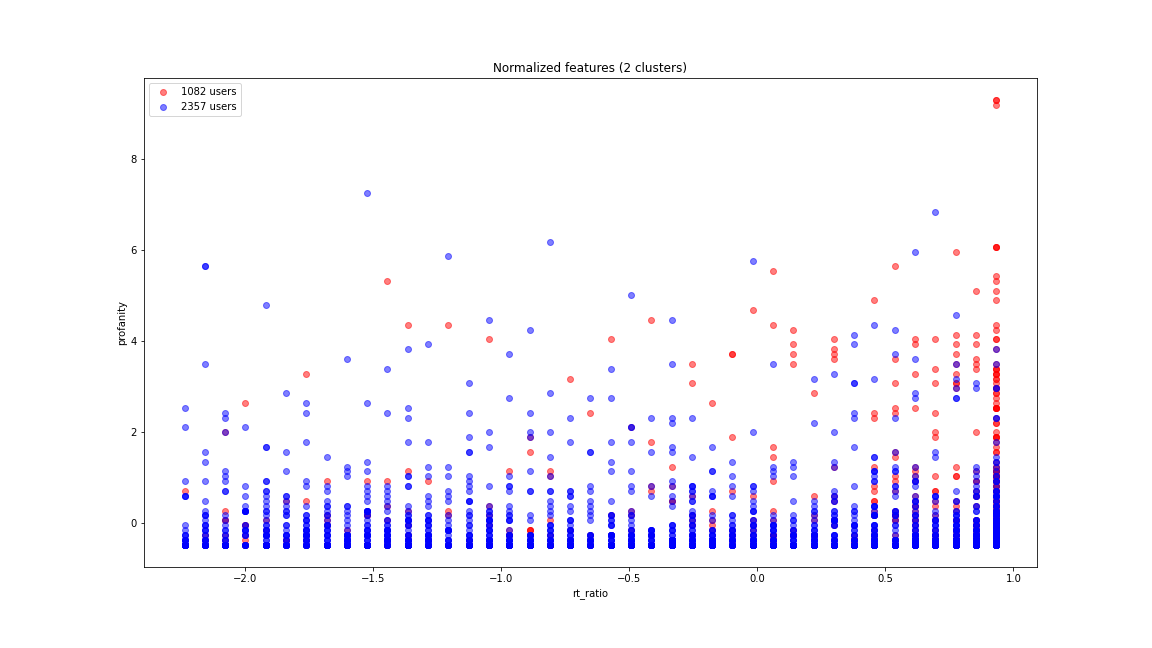 Normalized features (2 clusters)
1082 users
2357 users
profanity
8
6
4
2
0
−2.0 −1.5 −1.0 −0.5 0.0 0.5 1.0
rt_ratio